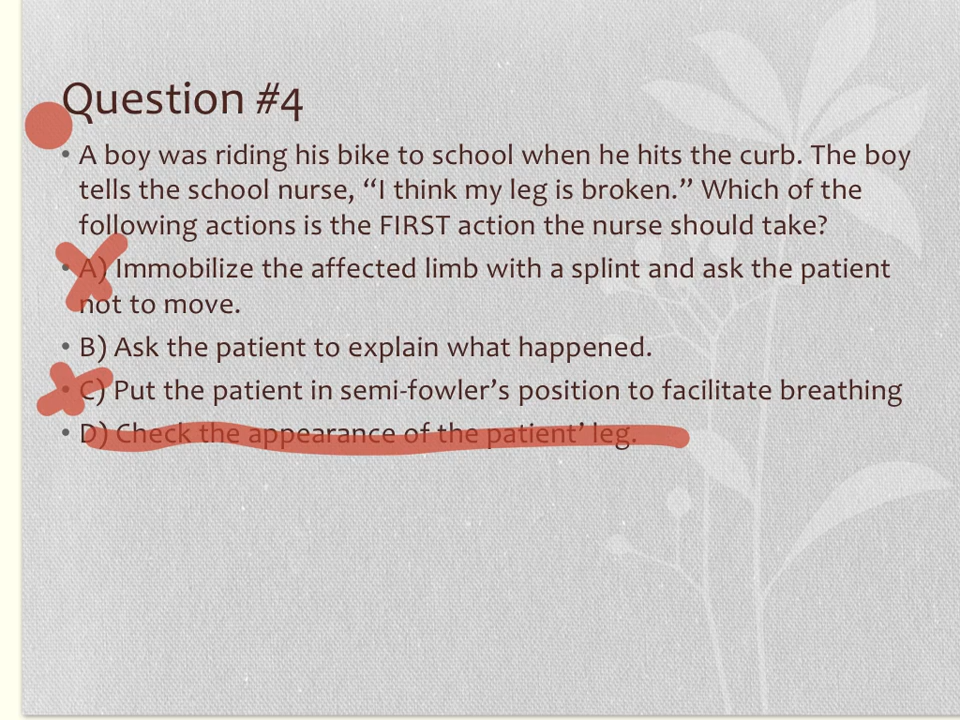 Question #4
• A boy was riding his bike to school when he hits the curb. The boy
tells the school nurse, “I think my leg is broken.” Which of the
following actions is the FIRST action the nurse should take?
• A) Immobilize the affected limb with a splint and ask the patient
not to move.
• B) Ask the patient to explain what happened.
• C) Put the patient in semi-fowler’s position to facilitate breathing
• D) Check the appearance of the patient’ leg.